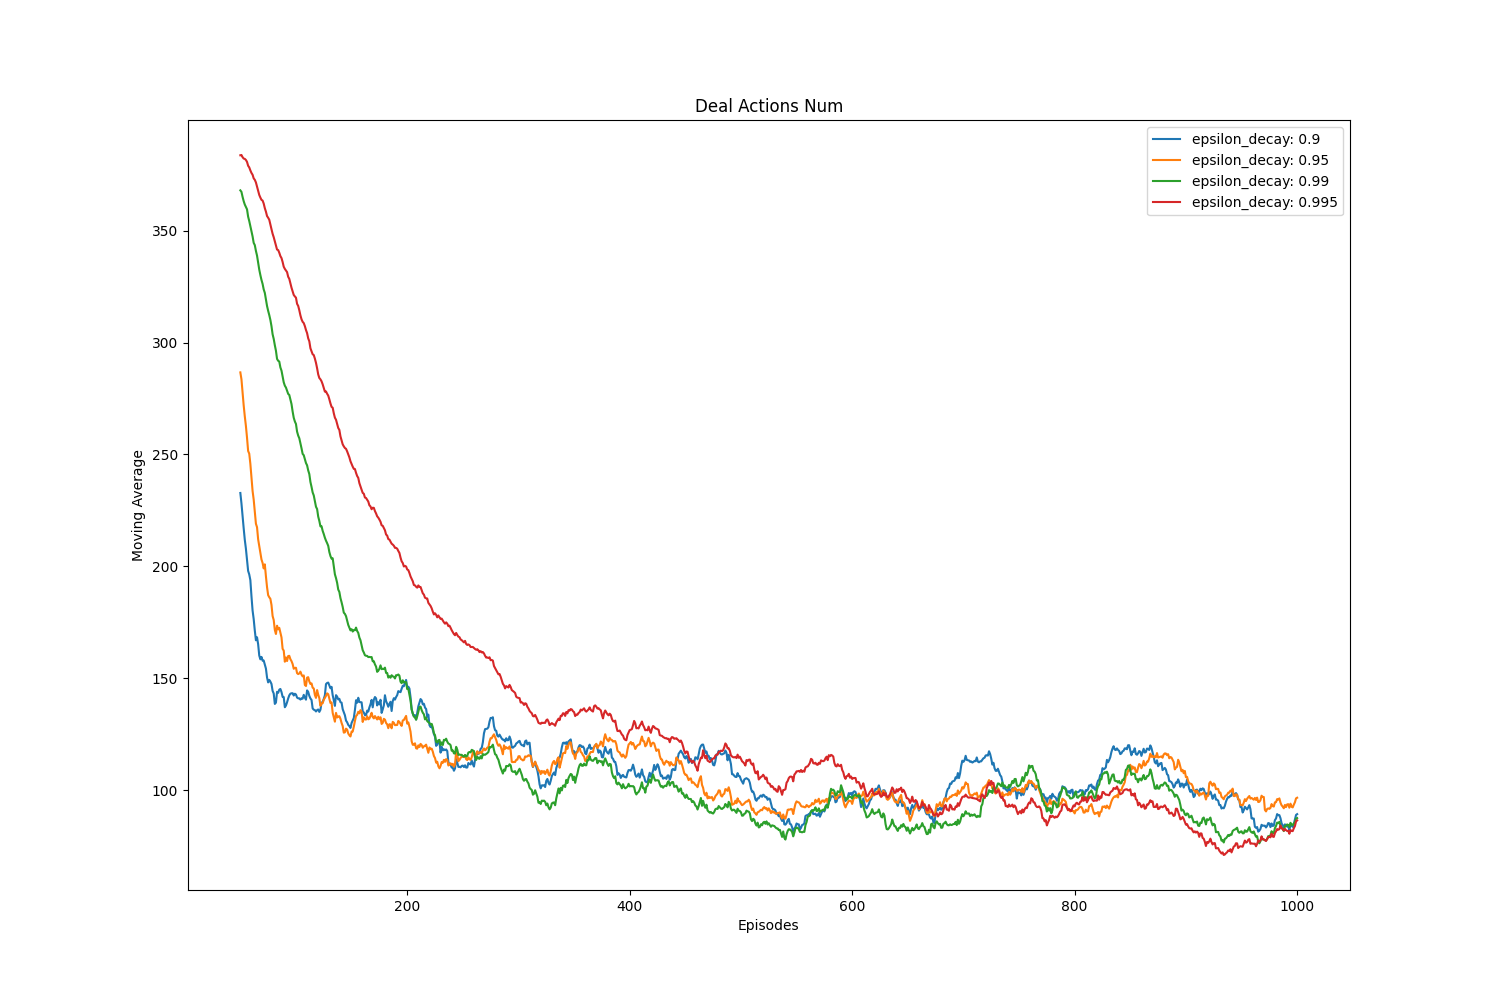 Deal Actions Num
epsilon_decay: 0.9
epsilon_decay: 0.95
epsilon_decay: 0.99
epsilon_decay: 0.995
Moving Average
350
300
250
200
150
100
200
400
600
800
1000
Episodes